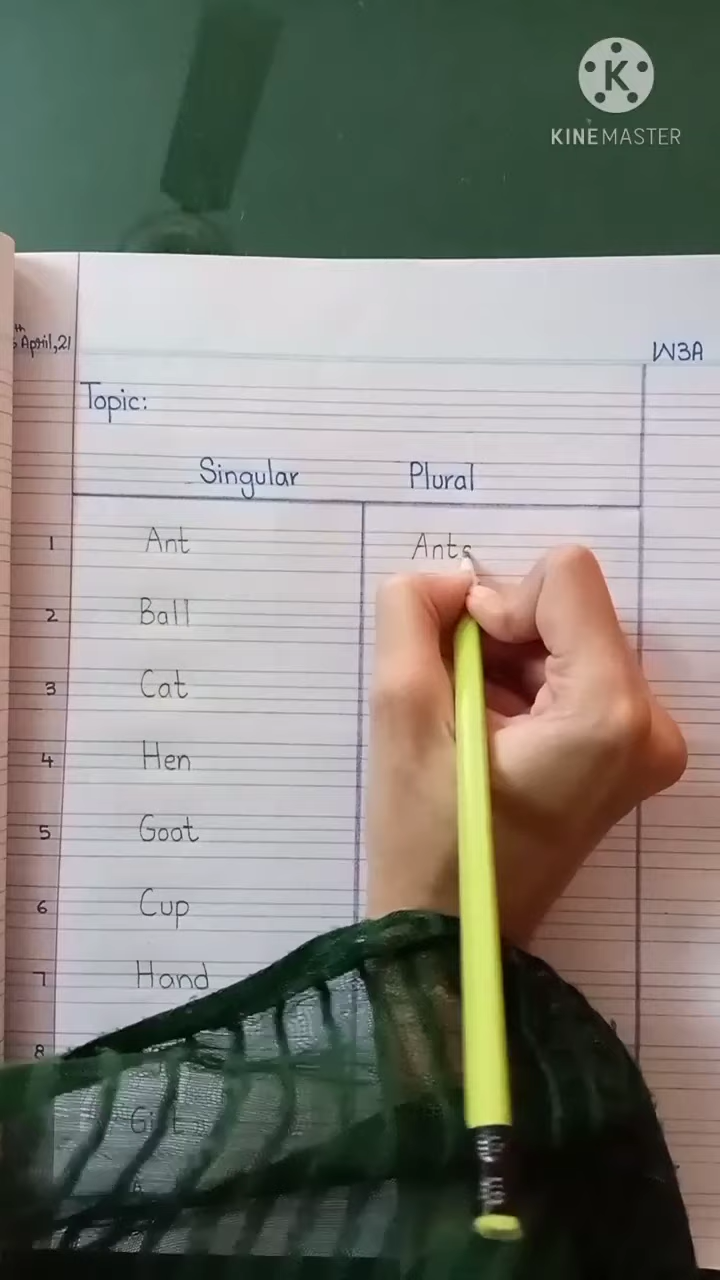 K
KINEMASTER
April, 21
W3A
Topic:
Singular Plural
1 Ant Ants
2 Ball
3 Cat
4 Hen
5 Goat
6 Cup
7 Hand
8